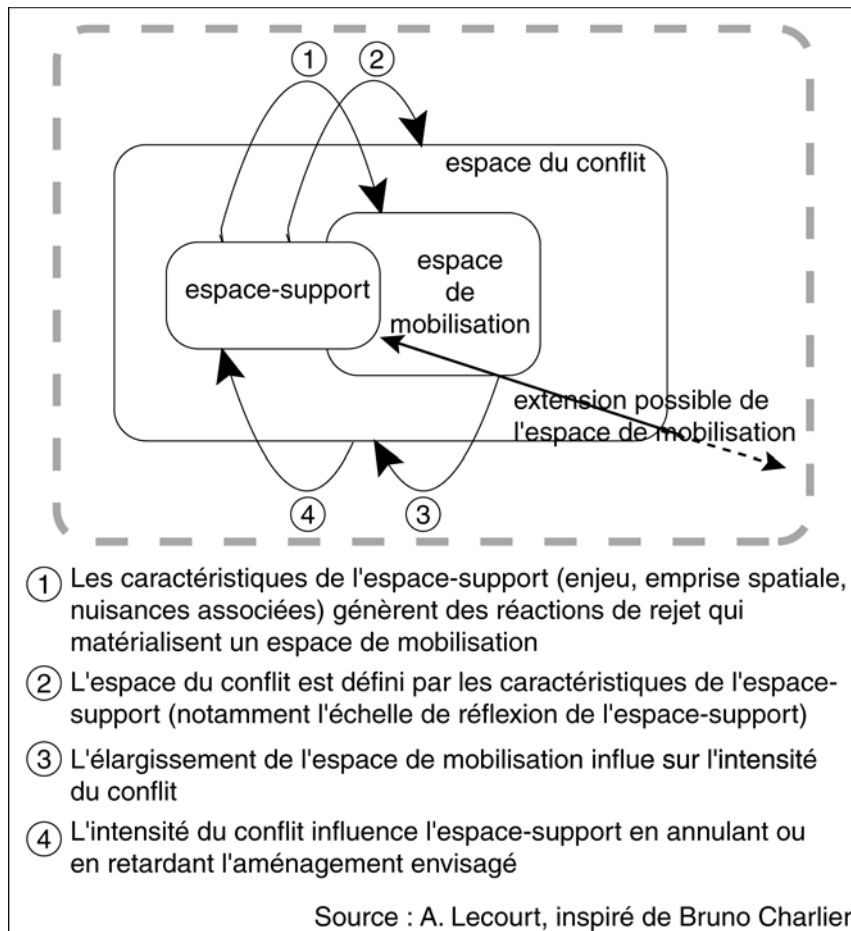 ① ②
espace du conflit
espace-support
espace
de
mobilisation
extension possible de
l'espace de mobilisation
④ ③
① Les caractéristiques de l'espace-support (enjeu, emprise spatiale,
nuisances associées) génèrent des réactions de rejet qui
matérialisent un espace de mobilisation
② L'espace du conflit est défini par les caractéristiques de l'espace-
support (notamment l'échelle de réflexion de l'espace-support)
③ L'élargissement de l'espace de mobilisation influe sur l'intensité
du conflit
④ L'intensité du conflit influence l'espace-support en annulant ou
en retardant l'aménagement envisagé
Source : A. Lecourt, inspiré de Bruno Charlier